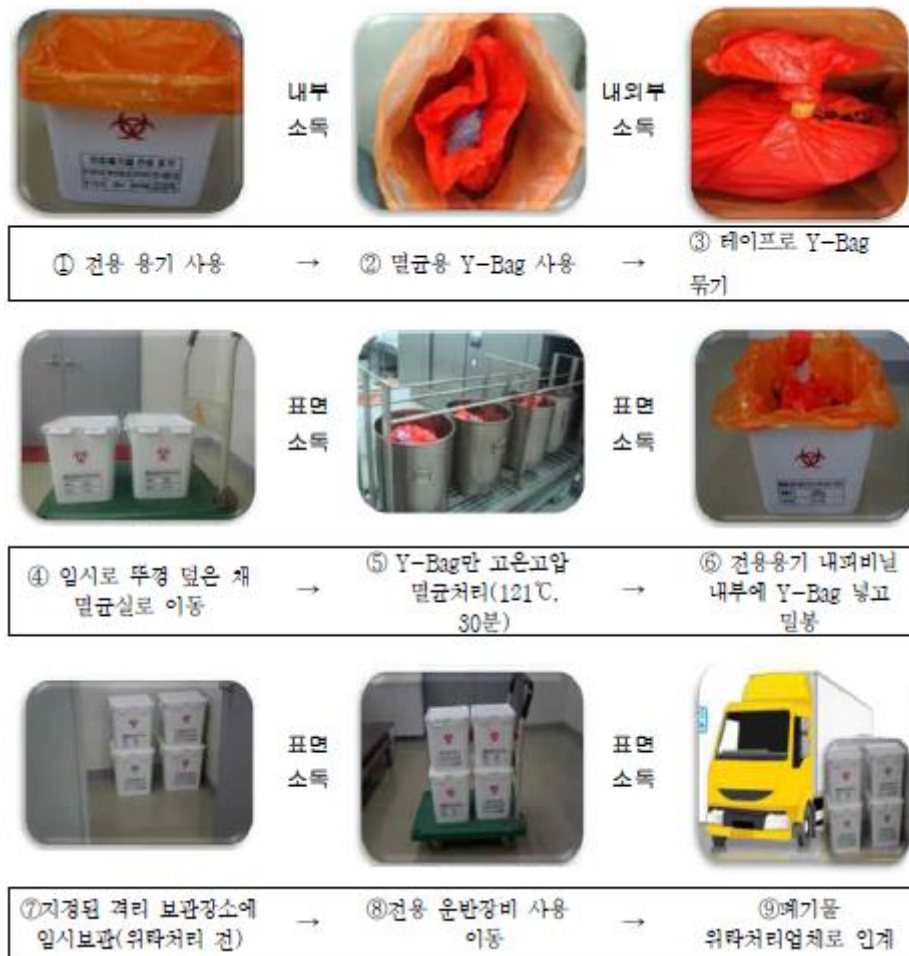 내부
소독
내외부
소독
① 전용 용기 사용
→
② 멸균용 Y-Bag 사용
→
③ 테이프로 Y-Bag
묶기
표면
소독
표면
소독
④ 임시로 뚜껑 덮은 채
멸균실로 이동
→
⑤ Y-Bag만 고온고압
멸균처리(121℃,
30분)
→
⑥ 전용용기 내피비닐
내부에 Y-Bag 넣고
밀봉
표면
소독
표면
소독
⑦지정된 격리 보관장소에
임시보관(위탁처리 전)
→
⑧전용 운반장비 사용
이동
→
⑨폐기물
위탁처리업체로 인계